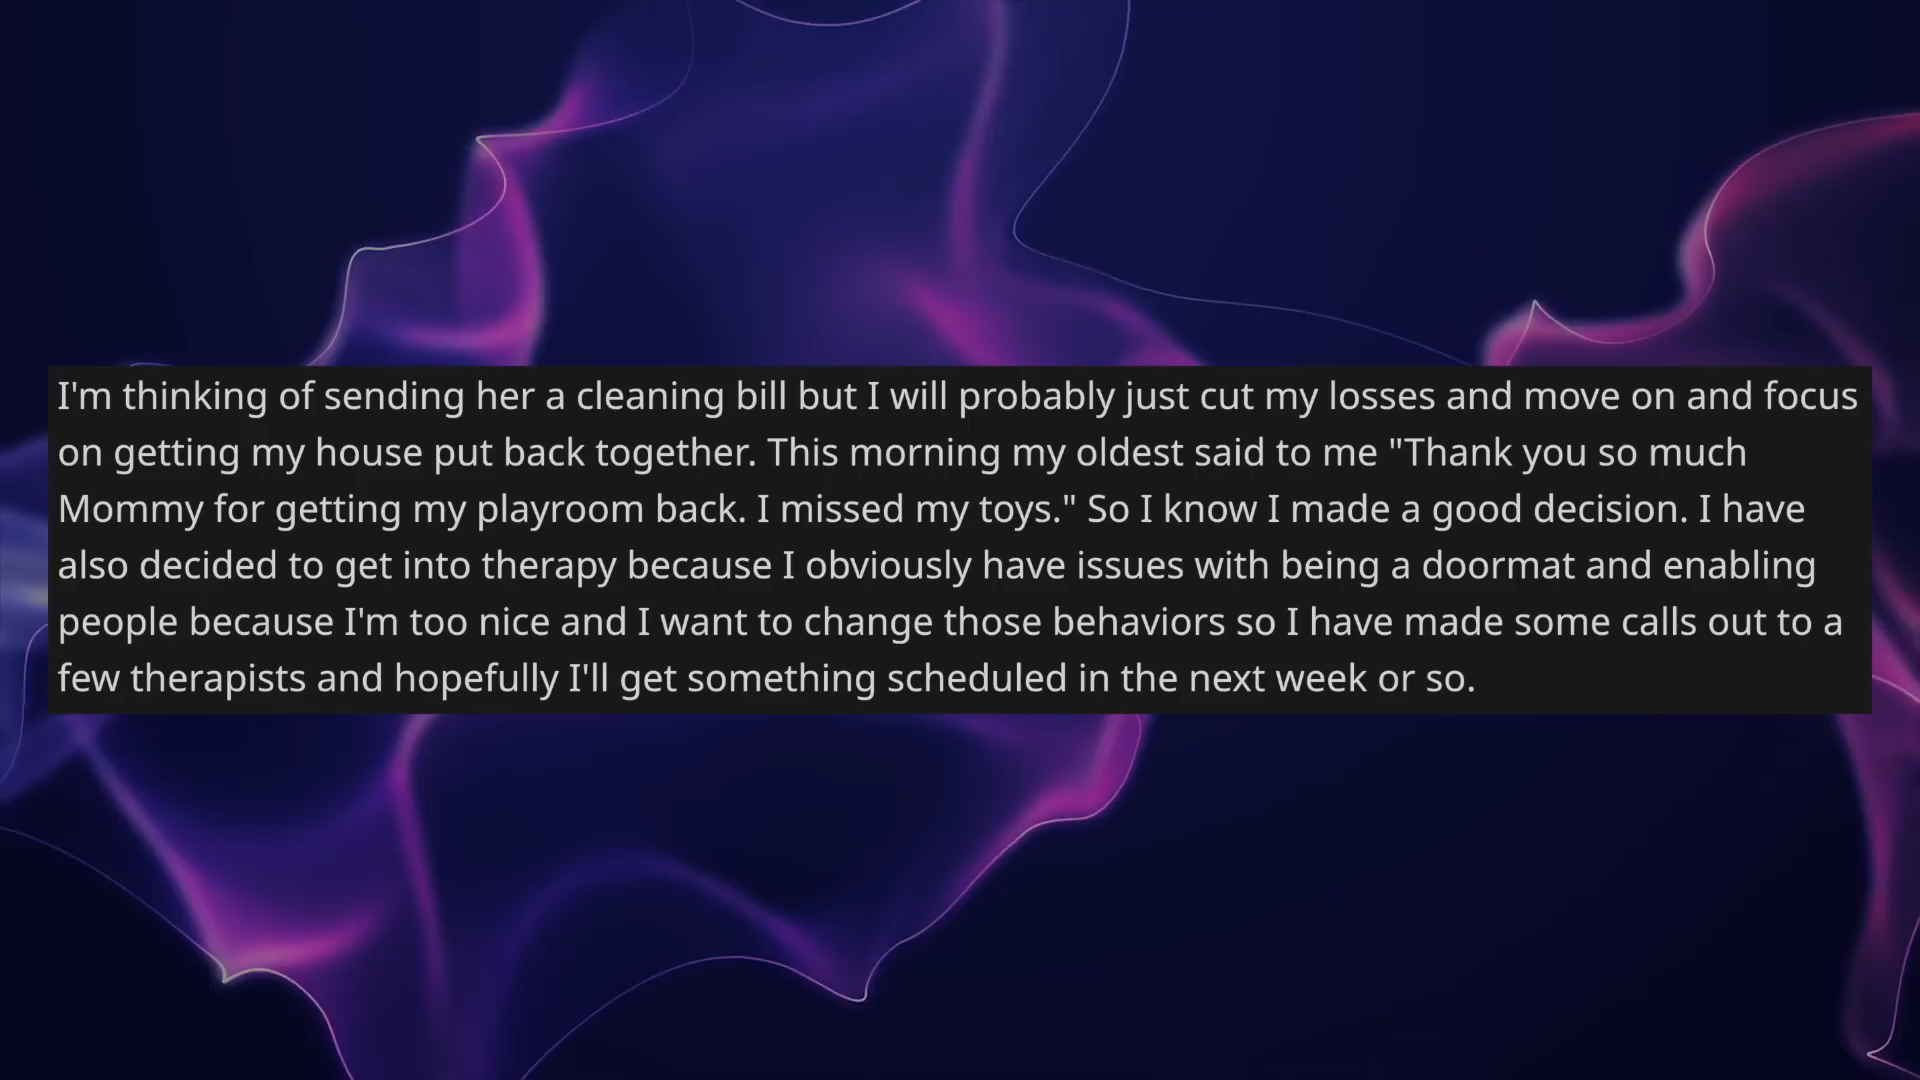 I'm thinking of sending her a cleaning bill but I will probably just cut my losses and move on and focus
on getting my house put back together. This morning my oldest said to me "Thank you so much
Mommy for getting my playroom back. I missed my toys." So I know I made a good decision. I have
also decided to get into therapy because I obviously have issues with being a doormat and enabling
people because I'm too nice and I want to change those behaviors so I have made some calls out to a
few therapists and hopefully I'll get something scheduled in the next week or so.